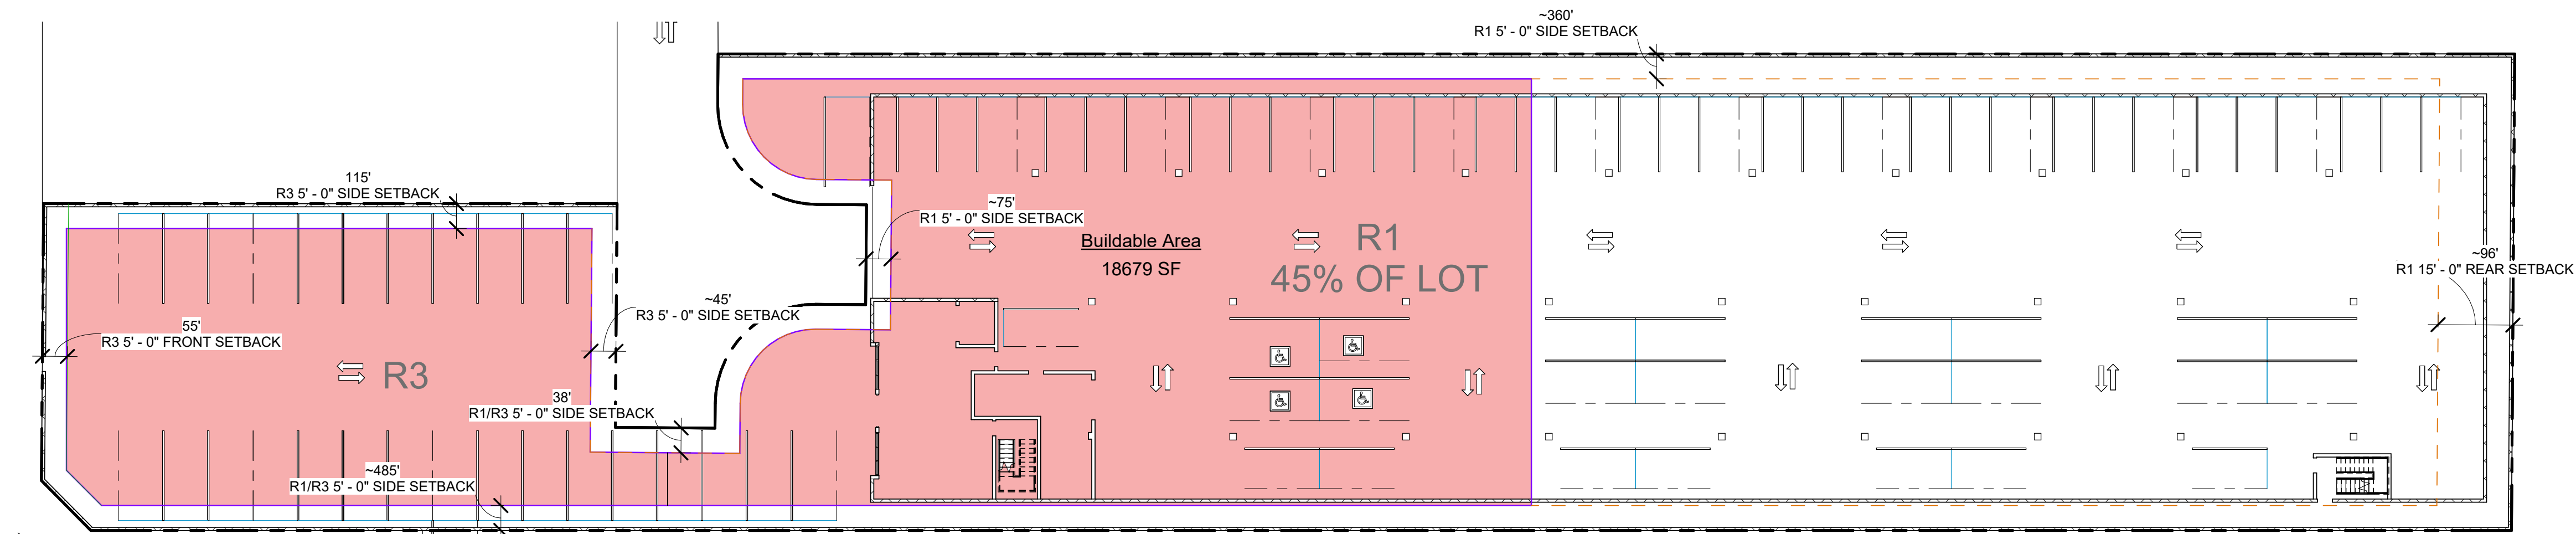 ~360'
R1 5' - 0" SIDE SETBACK
115'
R3 5' - 0" SIDE SETBACK
~75'
R1 5' - 0" SIDE SETBACK
Buildable Area
18679 SF
R1
45% OF LOT
~96'
R1 15' - 0" REAR SETBACK
~45'
R3 5' - 0" SIDE SETBACK
55'
R3 5' - 0" FRONT SETBACK
R3
38'
R1/R3 5' - 0" SIDE SETBACK
~485'
R1/R3 5' - 0" SIDE SETBACK